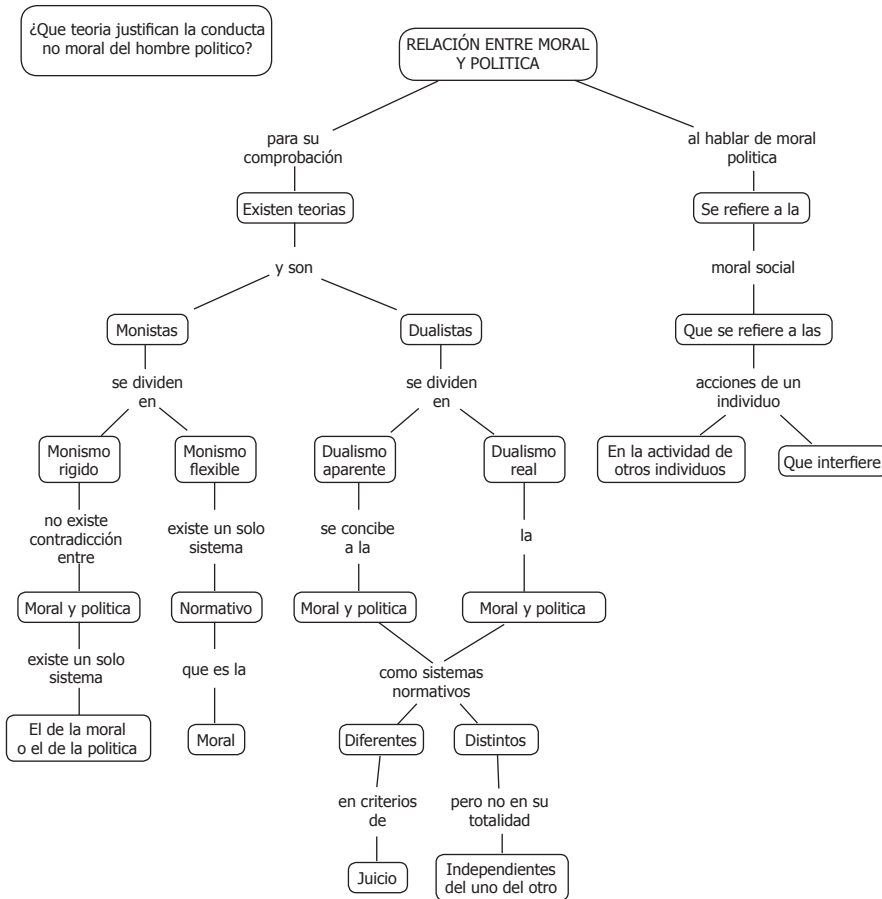 ¿Que teoria justifican la conducta
no moral del hombre politico?
RELACIÓN ENTRE MORAL
Y POLITICA
para su
comprobación
al hablar de moral
politica
Existen teorías
Se refiere a la
y son
moral social
Monistas
Dualistas
Que se refiere a las
se dividen
en
se dividen
en
acciones de un
individuo
Monismo
rigido
Monismo
flexible
Dualismo
aparente
Dualismo
real
En la actividad de
otros individuos
Que interfiere
no existe
contradicción
entre
existe un solo
sistema
se concibe
a la
la
Moral y politica
Normativo
Moral y politica
Moral y politica
existe un solo
sistema
que es la
como sistemas
normativos
El de la moral
o el de la politica
Moral
Diferentes
Distintos
en criterios
de
pero no en su
totalidad
Juicio
Independientes
del uno del otro